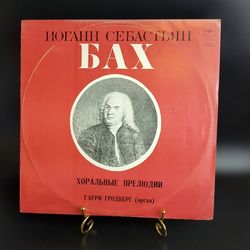 ИОГАНН СЕБАСТЬЯН
БАХ
ХОРАЛЬНЫЕ ПРЕЛЮДИИ
ГАРРИ ГРОДБЕРГ (орган)